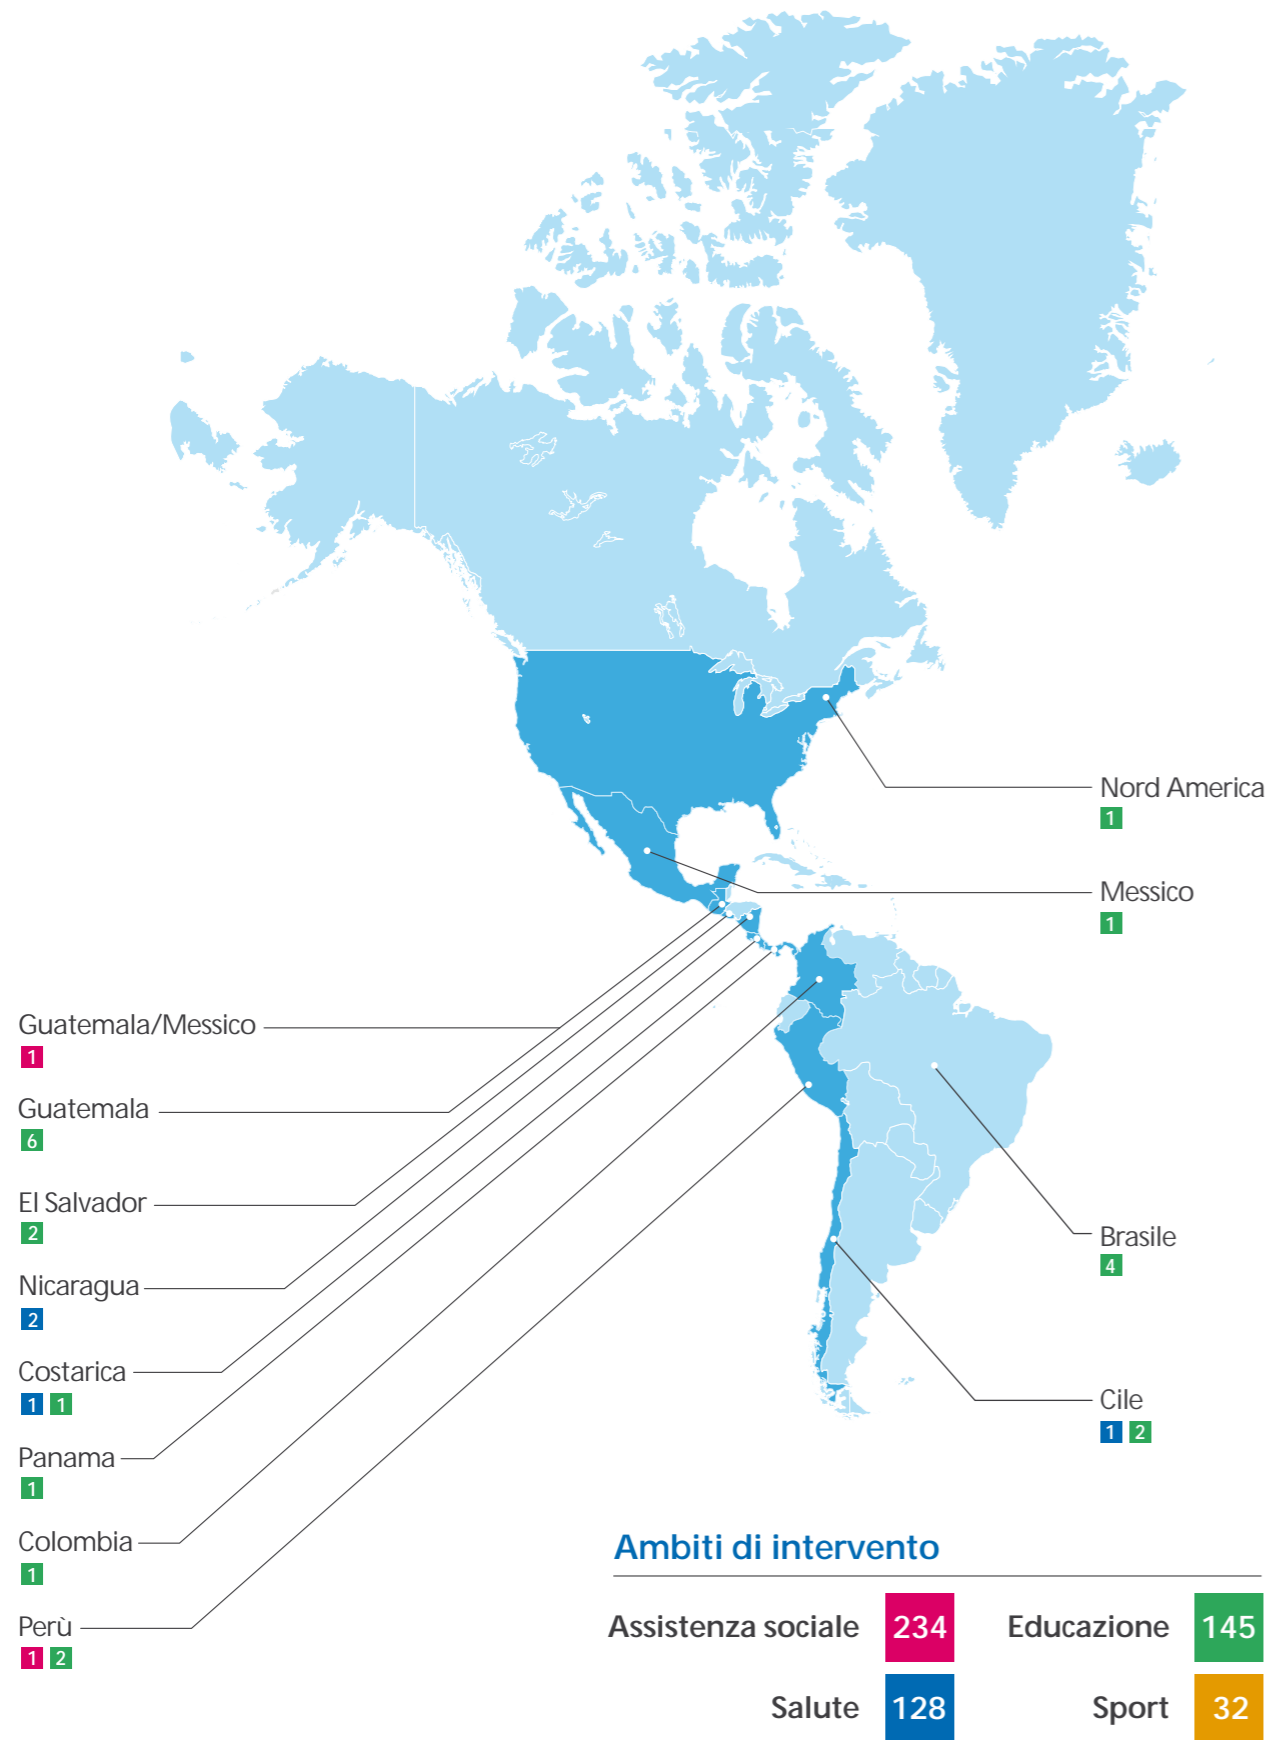 Nord America
1
Messico
1
Guatemala/Messico
1
Guatemala
6
El Salvador
2
Nicaragua
2
Costarica
1 1
Panama
1
Colombia
1
Perù
1 2
Brasile
4
Cile
1 2
Ambiti di intervento
Assistenza sociale 234 Educazione 145
Salute 128 Sport 32